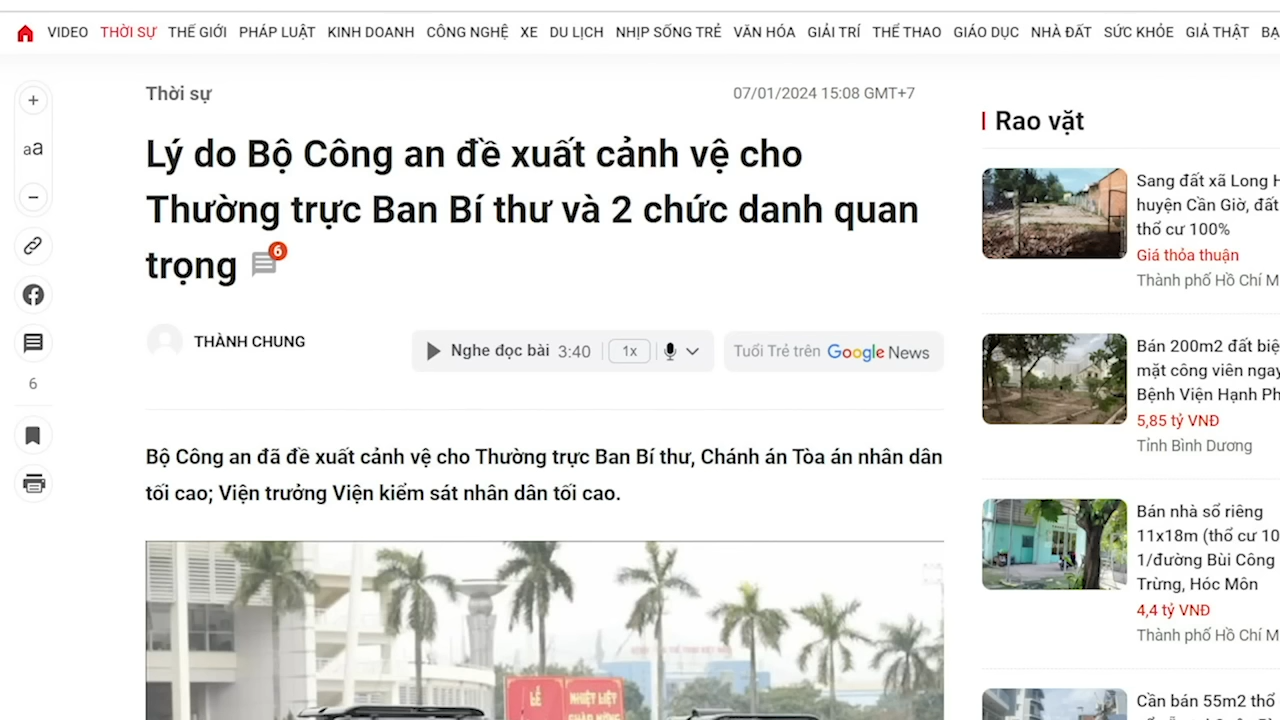 VIDEO THỜI SỰ THẾ GIỚI PHÁP LUẬT KINH DOANH CÔNG NGHỆ XE DU LỊCH NHỊP SỐNG TRẺ VĂN HÓA GIẢI TRÍ THỂ THAO GIÁO DỤC NHÀ ĐẤT SỨC KHỎE GIẢ THẬT
+
aA
−
6
Thời sự
07/01/2024 15:08 GMT+7
Lý do Bộ Công an đề xuất cảnh vệ cho
Thường trực Ban Bí thư và 2 chức danh quan
trọng
6
THÀNH CHUNG
Nghe đọc bài 3:40 1x
Tuổi Trẻ trên Google News
Bộ Công an đã đề xuất cảnh vệ cho Thường trực Ban Bí thư, Chánh án Tòa án nhân dân
tối cao; Viện trưởng Viện kiểm sát nhân dân tối cao.
LỄ
NHIỆT LIỆT
CHÀO MỪNG
Rao vặt
Sang đất xã Long
huyện Cần Giờ, đất
thổ cư 100%
Giá thỏa thuận
Thành phố Hồ Chí
Bán 200m2 đất
mặt công viên ngay
Bệnh Viện Hạnh
5,85 tỷ VNĐ
Tỉnh Bình Dương
Bán nhà sổ riêng
11x18m (thổ cư
1/đường Bùi Công
Trừng, Hóc Môn
4,4 tỷ VNĐ
Thành phố Hồ Chí
Cần bán 55m2 thổ